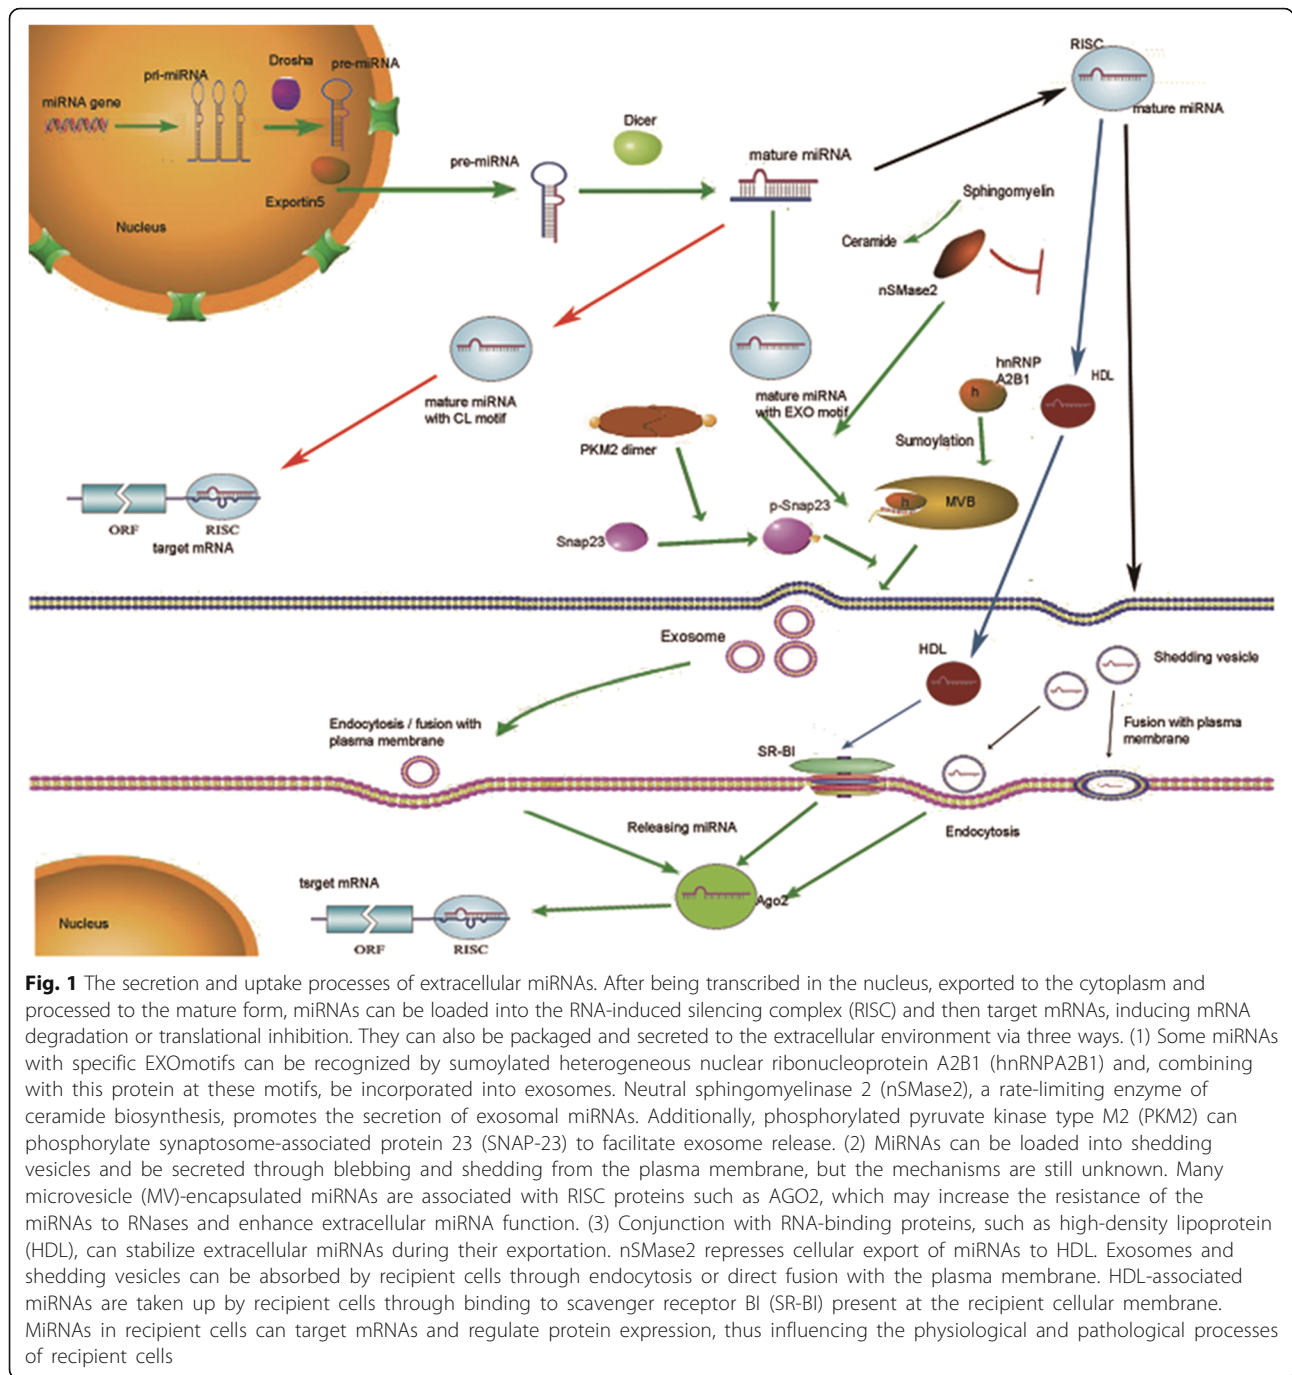 RISC
Drosha
pri-miRNA
pre-miRNA
miRNA gene
mature miRNA
Dicer
mature miRNA
pre-miRNA
Exportin5
Nucleus
Sphingomyelin
Ceramide
nSMase2
hnRNP
A2B1
HDL
h
mature miRNA
with CL motif
mature miRNA
with EXO motif
Sumoylation
PKM2 dimer
h
MVB
p-Snap23
Snap23
ORF
RISC
target mRNA
Exosome
HDL
Shedding vesicle
Endocytosis / fusion with
plasma membrane
Fusion with plasma
membrane
SR-BI
Releasing miRNA
Endocytosis
tsrget mRNA
Ago2
Nucleus
ORF
RISC
Fig. 1 The secretion and uptake processes of extracellular miRNAs. After being transcribed in the nucleus, exported to the cytoplasm and
processed to the mature form, miRNAs can be loaded into the RNA-induced silencing complex (RISC) and then target mRNAs, inducing mRNA
degradation or translational inhibition. They can also be packaged and secreted to the extracellular environment via three ways. (1) Some miRNAs
with specific EXOmotifs can be recognized by sumoylated heterogeneous nuclear ribonucleoprotein A2B1 (hnRNPA2B1) and, combining
with this protein at these motifs, be incorporated into exosomes. Neutral sphingomyelinase 2 (nSMase2), a rate-limiting enzyme of
ceramide biosynthesis, promotes the secretion of exosomal miRNAs. Additionally, phosphorylated pyruvate kinase type M2 (PKM2) can
phosphorylate synaptosome-associated protein 23 (SNAP-23) to facilitate exosome release. (2) MiRNAs can be loaded into shedding
vesicles and be secreted through blebbing and shedding from the plasma membrane, but the mechanisms are still unknown. Many
microvesicle (MV)-encapsulated miRNAs are associated with RISC proteins such as AGO2, which may increase the resistance of the
miRNAs to RNases and enhance extracellular miRNA function. (3) Conjunction with RNA-binding proteins, such as high-density lipoprotein
(HDL), can stabilize extracellular miRNAs during their exportation. nSMase2 represses cellular export of miRNAs to HDL. Exosomes and
shedding vesicles can be absorbed by recipient cells through endocytosis or direct fusion with the plasma membrane. HDL-associated
miRNAs are taken up by recipient cells through binding to scavenger receptor BI (SR-BI) present at the recipient cellular membrane.
MiRNAs in recipient cells can target mRNAs and regulate protein expression, thus influencing the physiological and pathological processes
of recipient cells